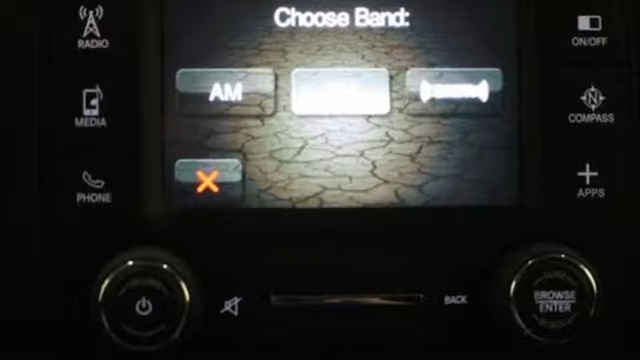 Choose Band:
RADIO
ON/OFF
AM
MEDIA
COMPASS
PHONE
APPS
BACK
BROWSE
ENTER